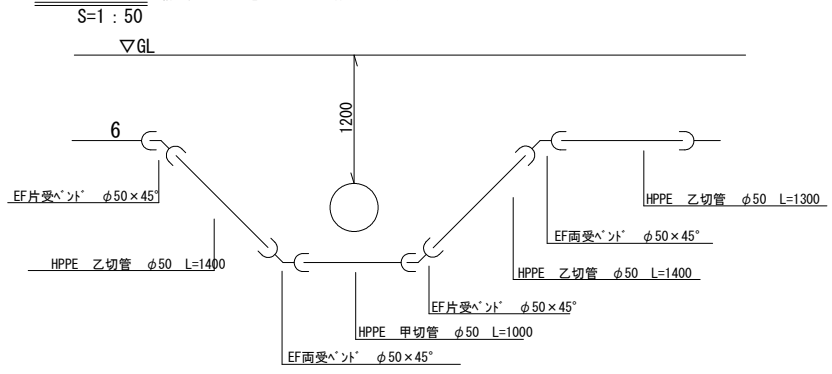 S=1：50
▽GL
1200
6
EF片受ﾍﾞﾝﾄﾞ φ50×45°
HPPE 乙切管 φ50 L=1300
EF両受ﾍﾞﾝﾄﾞ φ50×45°
HPPE 乙切管 φ50 L=1400
HPPE 乙切管 φ50 L=1400
EF片受ﾍﾞﾝﾄﾞ φ50×45°
HPPE 甲切管 φ50 L=1000
EF両受ﾍﾞﾝﾄﾞ φ50×45°